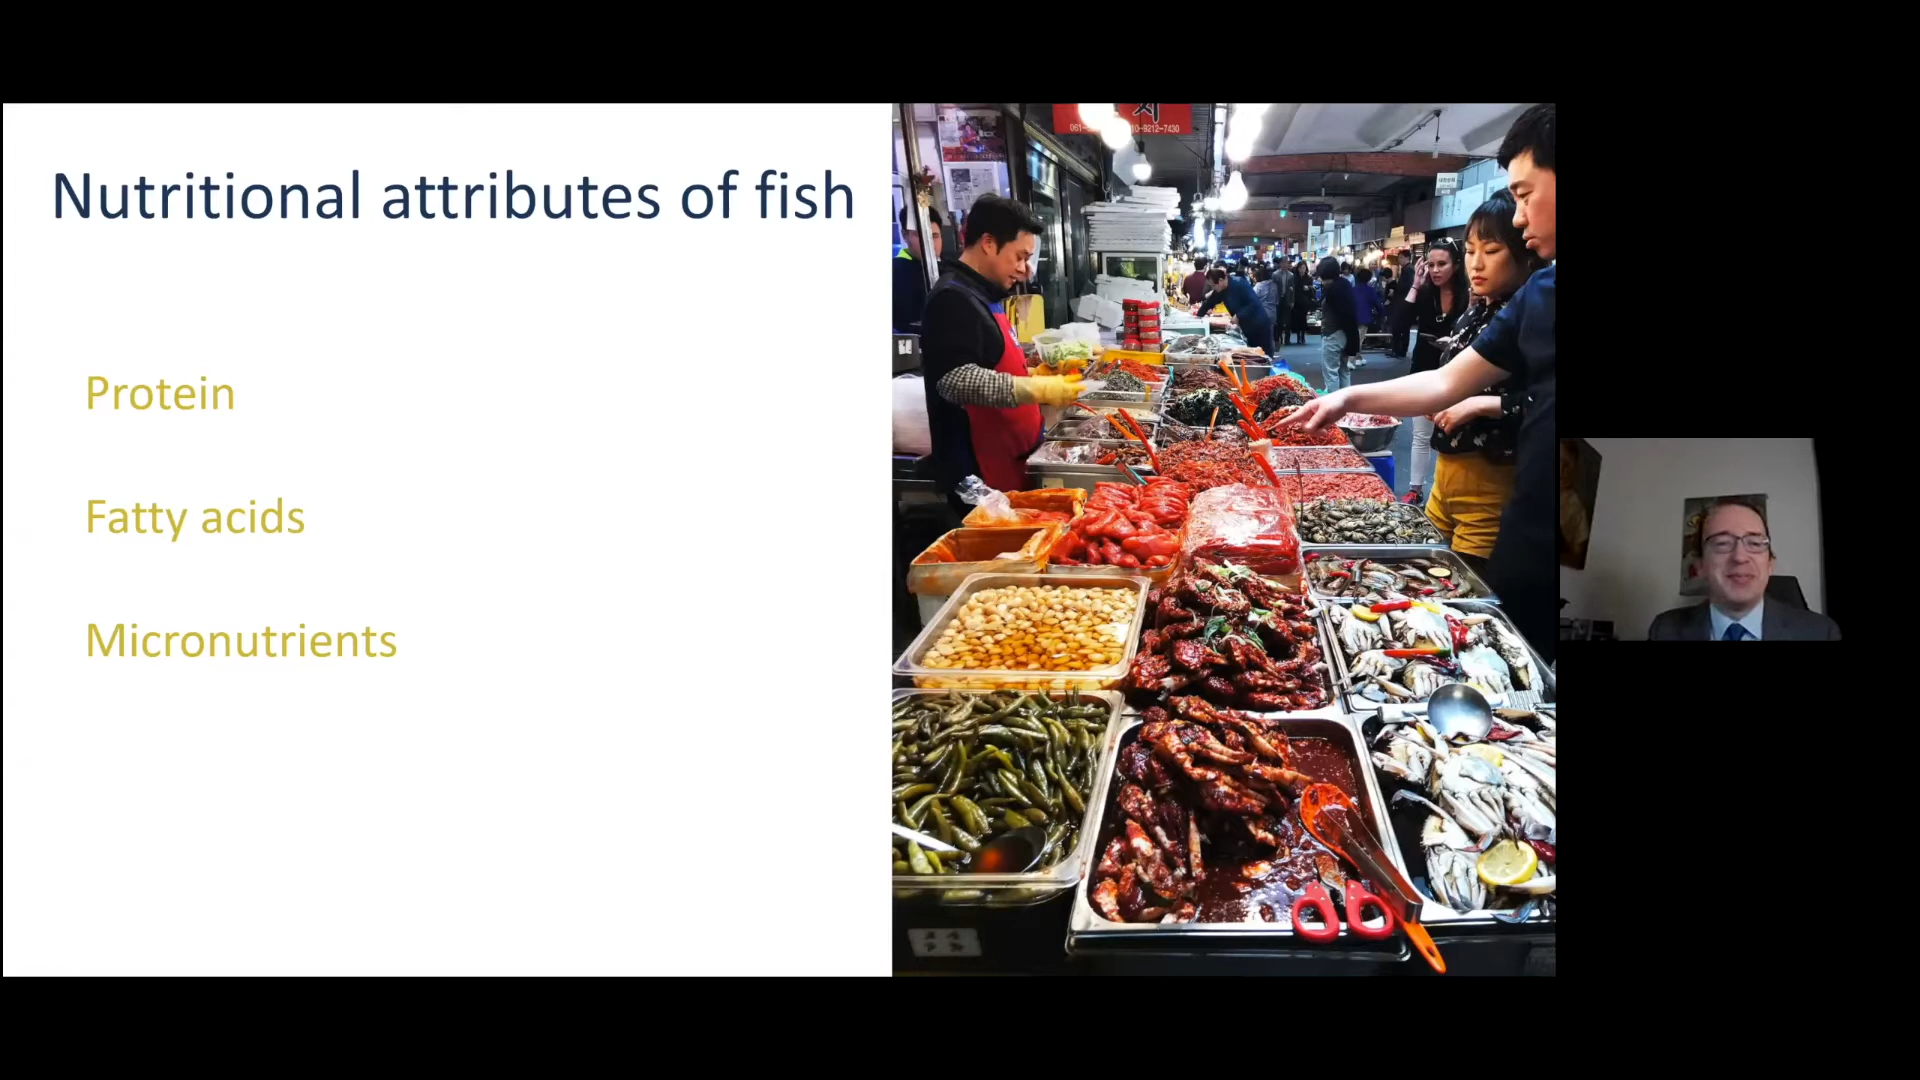 Nutritional attributes of fish
Protein
Fatty acids
Micronutrients